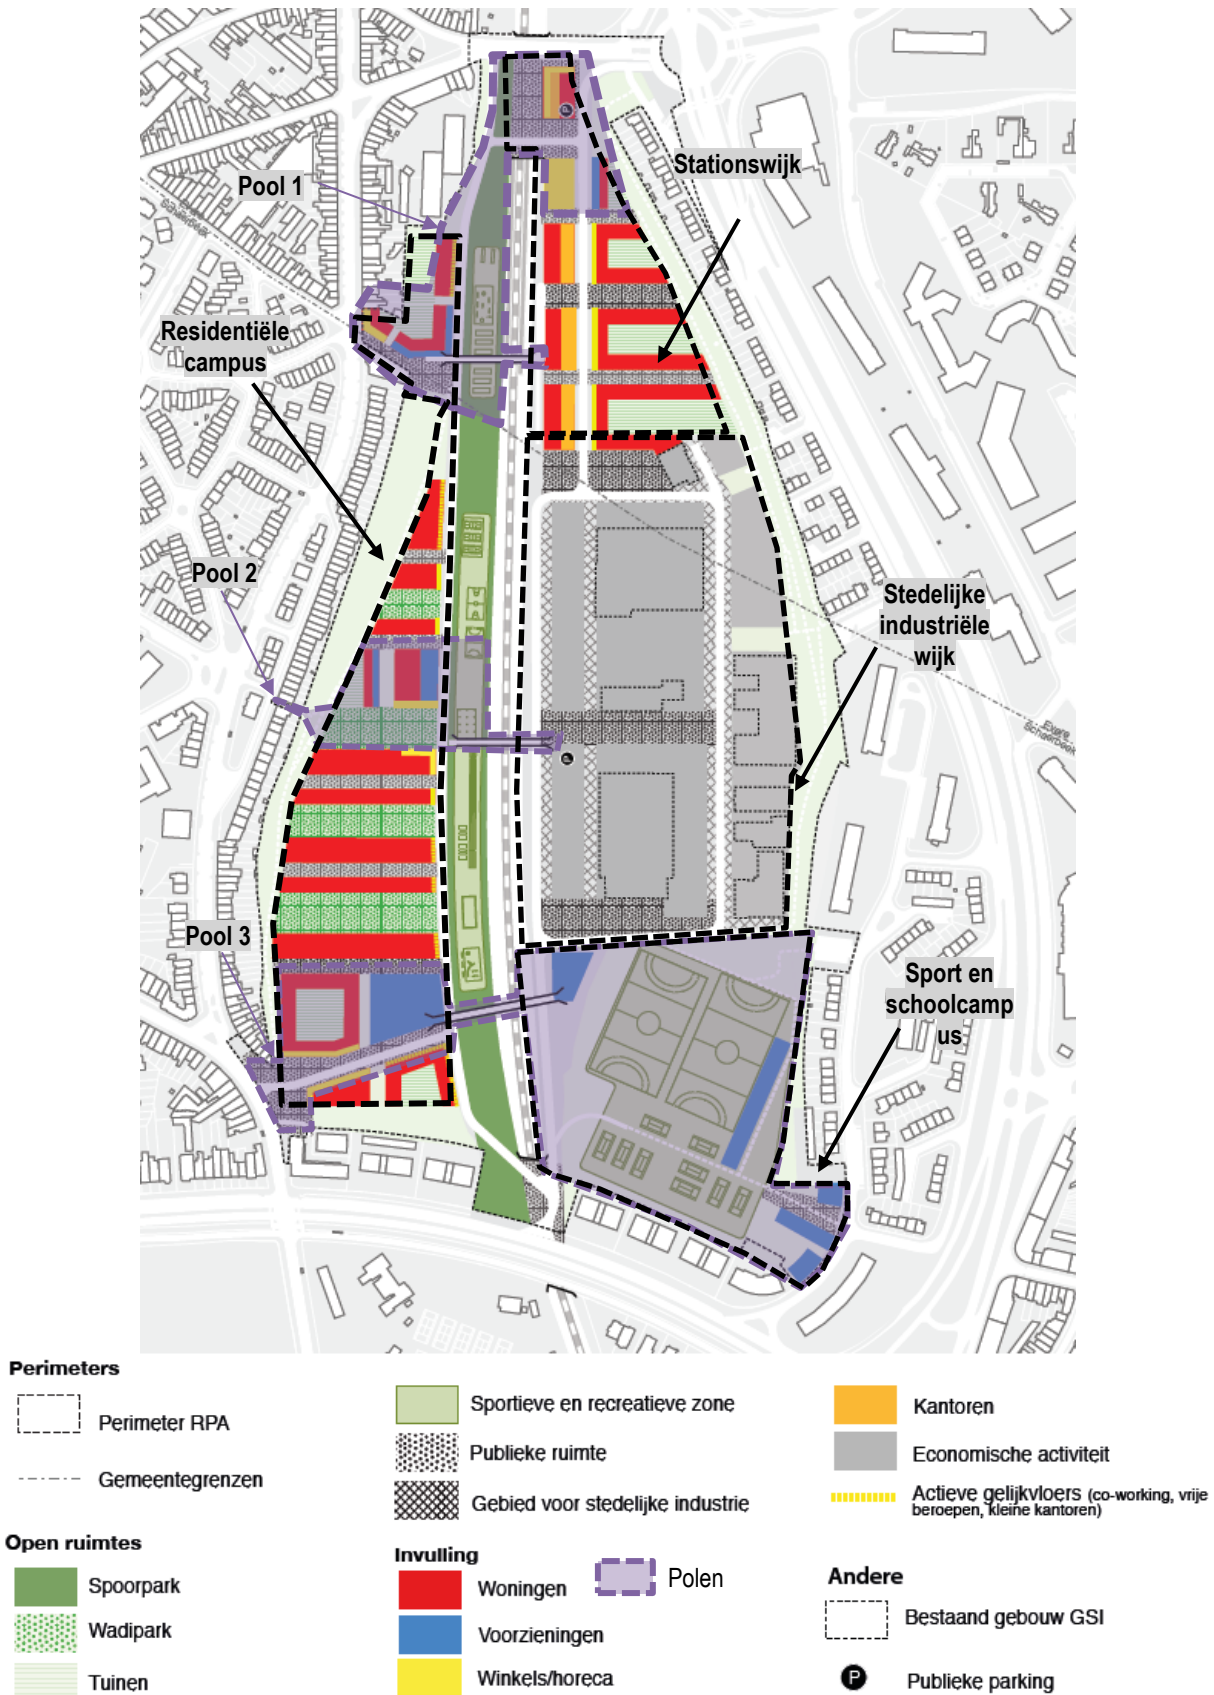 Stationswijk
Pool 1
Residentiële
campus
Pool 2
Stedelijke
industriële
wijk
P
Schaerbeek
Pool 3
Sport en
schoolcamp
us
Perimeters
Perimeter RPA
Gemeentegrenzen
Open ruimtes
Spoorpark
Wadipark
Tuinen
Sportieve en recreatieve zone
Publieke ruimte
Gebied voor stedelijke industrie
Invulling
Woningen
Voorzieningen
Winkels/horeca
Polen
Kantoren
Economische activiteit
Actieve gelijkvloers (co-working, vrije
beroepen, kleine kantoren)
Andere
Bestaand gebouw GSI
P Publieke parking